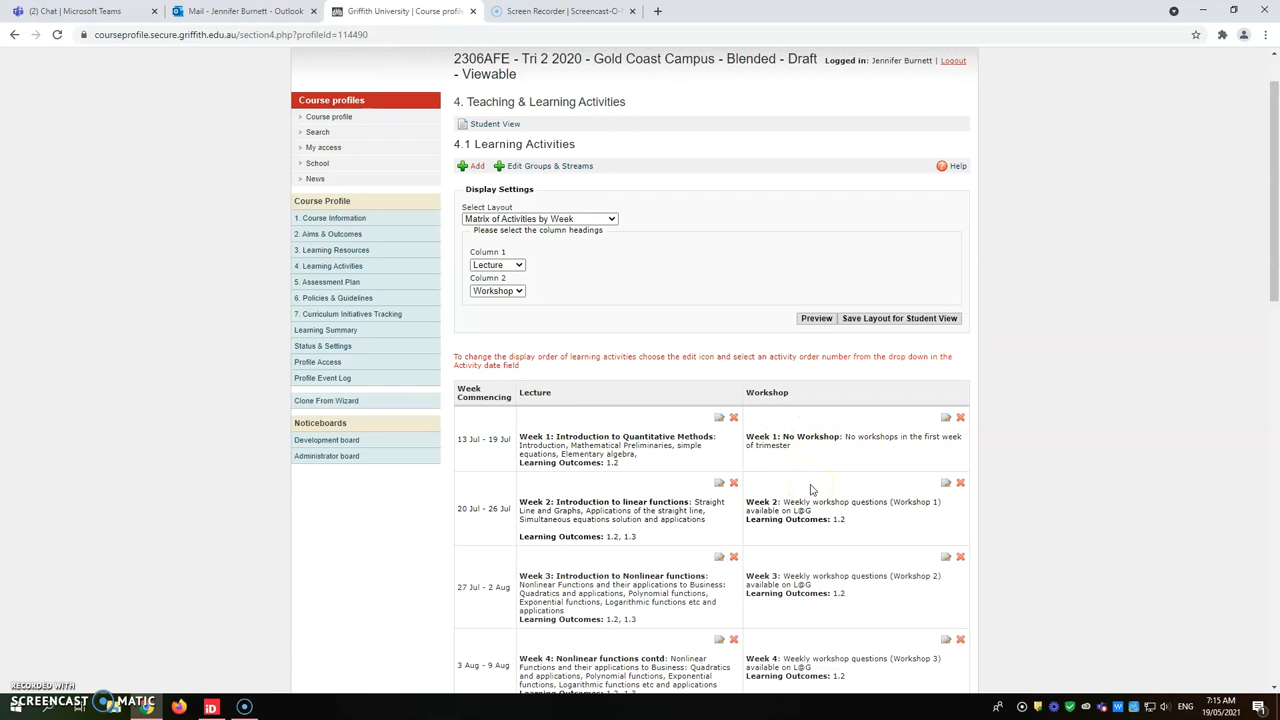 (2) Chat | Microsoft Teams
Mail - Jennifer Burnett - Outlook
Griffith University | Course profile
Screen Recorder | Screencast-O-
courseprofile.secure.griffith.edu.au/section4.php?profileId=114490
2306AFE - Tri 2 2020 - Gold Coast Campus - Blended - Draft
- Viewable
Logged in: Jennifer Burnett | Logout
Course profiles
Course profile
Search
My access
School
News
Course Profile
1. Course Information
2. Aims & Outcomes
3. Learning Resources
4. Learning Activities
5. Assessment Plan
6. Policies & Guidelines
7. Curriculum Initiatives Tracking
Learning Summary
Status & Settings
Profile Access
Profile Event Log
Clone From Wizard
Noticeboards
Development board
Administrator board
4. Teaching & Learning Activities
Student View
4.1 Learning Activities
Add Edit Groups & Streams Help
Display Settings
Select Layout
Matrix of Activities by Week
Please select the column headings
Column 1
Lecture
Column 2
Workshop
Preview Save Layout for Student View
To change the display order of learning activities choose the edit icon and select an activity order number from the drop down in the
Activity date field
Week
Commencing
Lecture
Workshop
13 Jul - 19 Jul
Week 1: Introduction to Quantitative Methods:
Introduction, Mathematical Preliminaries, simple
equations, Elementary algebra,
Learning Outcomes: 1.2
Week 1: No Workshop: No workshops in the first week
of trimester
20 Jul - 26 Jul
Week 2: Introduction to linear functions: Straight
Line and Graphs, Applications of the straight line,
Simultaneous equations solution and applications
Learning Outcomes: 1.2, 1.3
Week 2: Weekly workshop questions (Workshop 1)
available on L@G
Learning Outcomes: 1.2
27 Jul - 2 Aug
Week 3: Introduction to Nonlinear functions:
Nonlinear Functions and their applications to Business:
Quadratics and applications, Polynomial functions,
Exponential functions, Logarithmic functions etc and
applications
Learning Outcomes: 1.2, 1.3
Week 3: Weekly workshop questions (Workshop 2)
available on L@G
Learning Outcomes: 1.2
3 Aug - 9 Aug
Week 4: Nonlinear functions contd: Nonlinear
Functions and their applications to Business: Quadratics
and applications, Polynomial functions, Exponential
functions, Logarithmic functions etc and applications
Learning Outcomes: 1.2, 1.3
Week 4: Weekly workshop questions (Workshop 3)
available on L@G
Learning Outcomes: 1.2
RECORDED WITH
SCREENCAST MATIC
iD
ENG
7:15 AM
19/05/2021